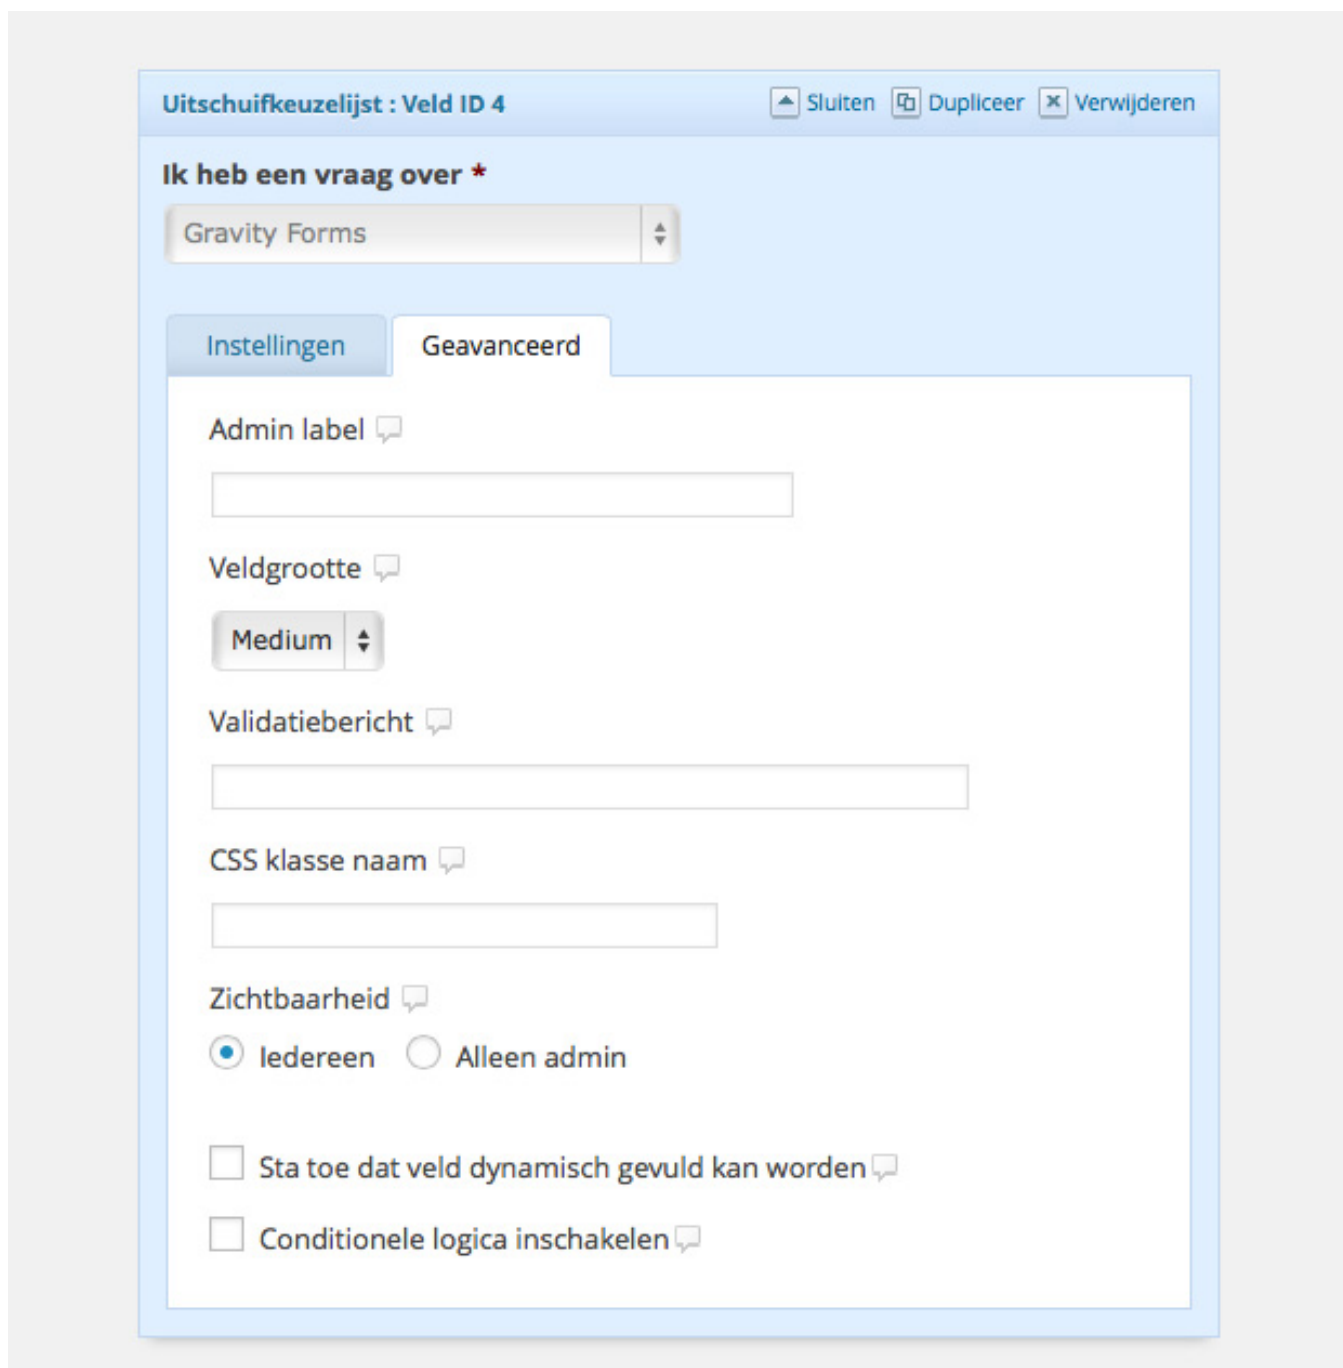 Uitschuifkeuzelijst : Veld ID 4 Sluiten Dupliceer Verwijderen
Ik heb een vraag over *
Gravity Forms
Instellingen Geavanceerd
Admin label
Veldgrootte
Medium
Validatiebericht
CSS klasse naam
Zichtbaarheid
Iedereen Alleen admin
Sta toe dat veld dynamisch gevuld kan worden
Conditionele logica inschakelen